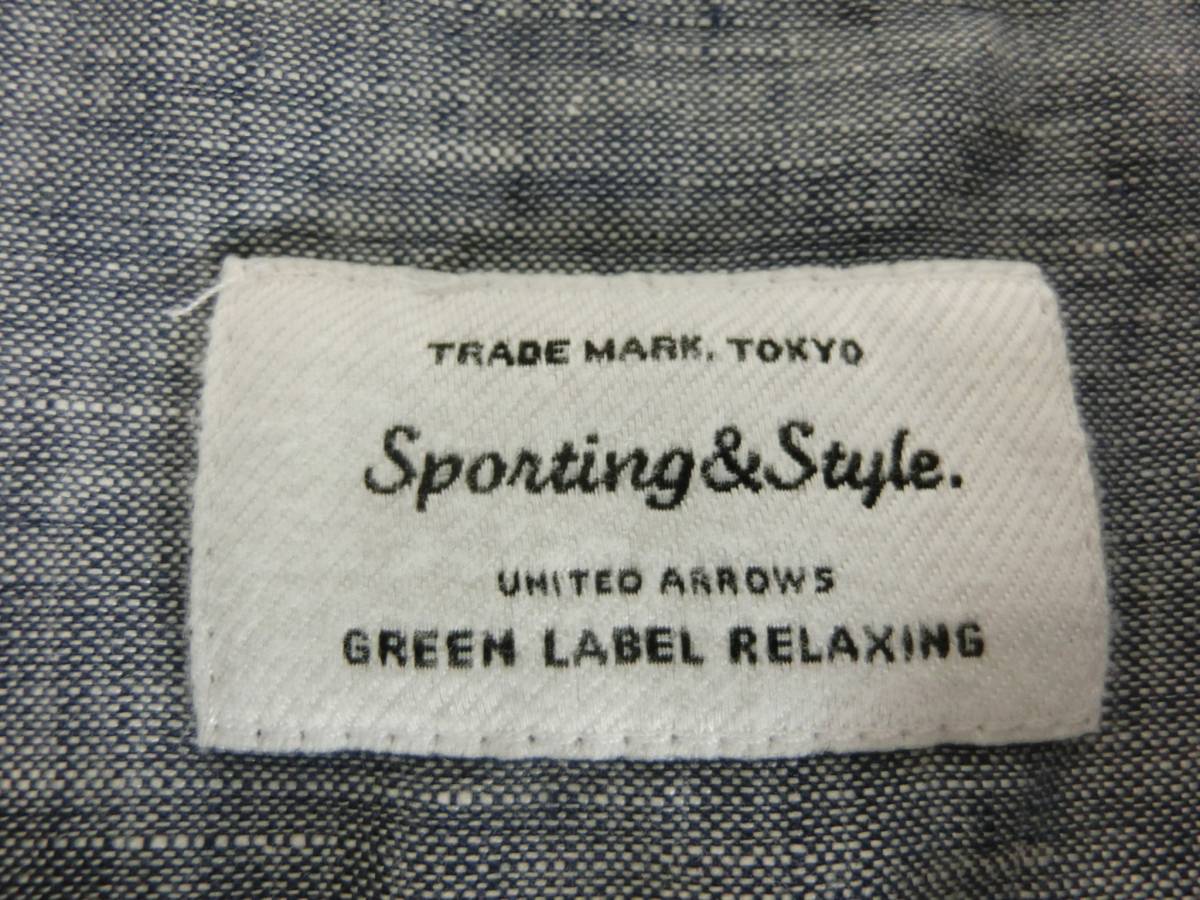 TRADE MARK. TOKYO
Sporting&Style.
UNITED ARROWS
GREEN LABEL RELAXING